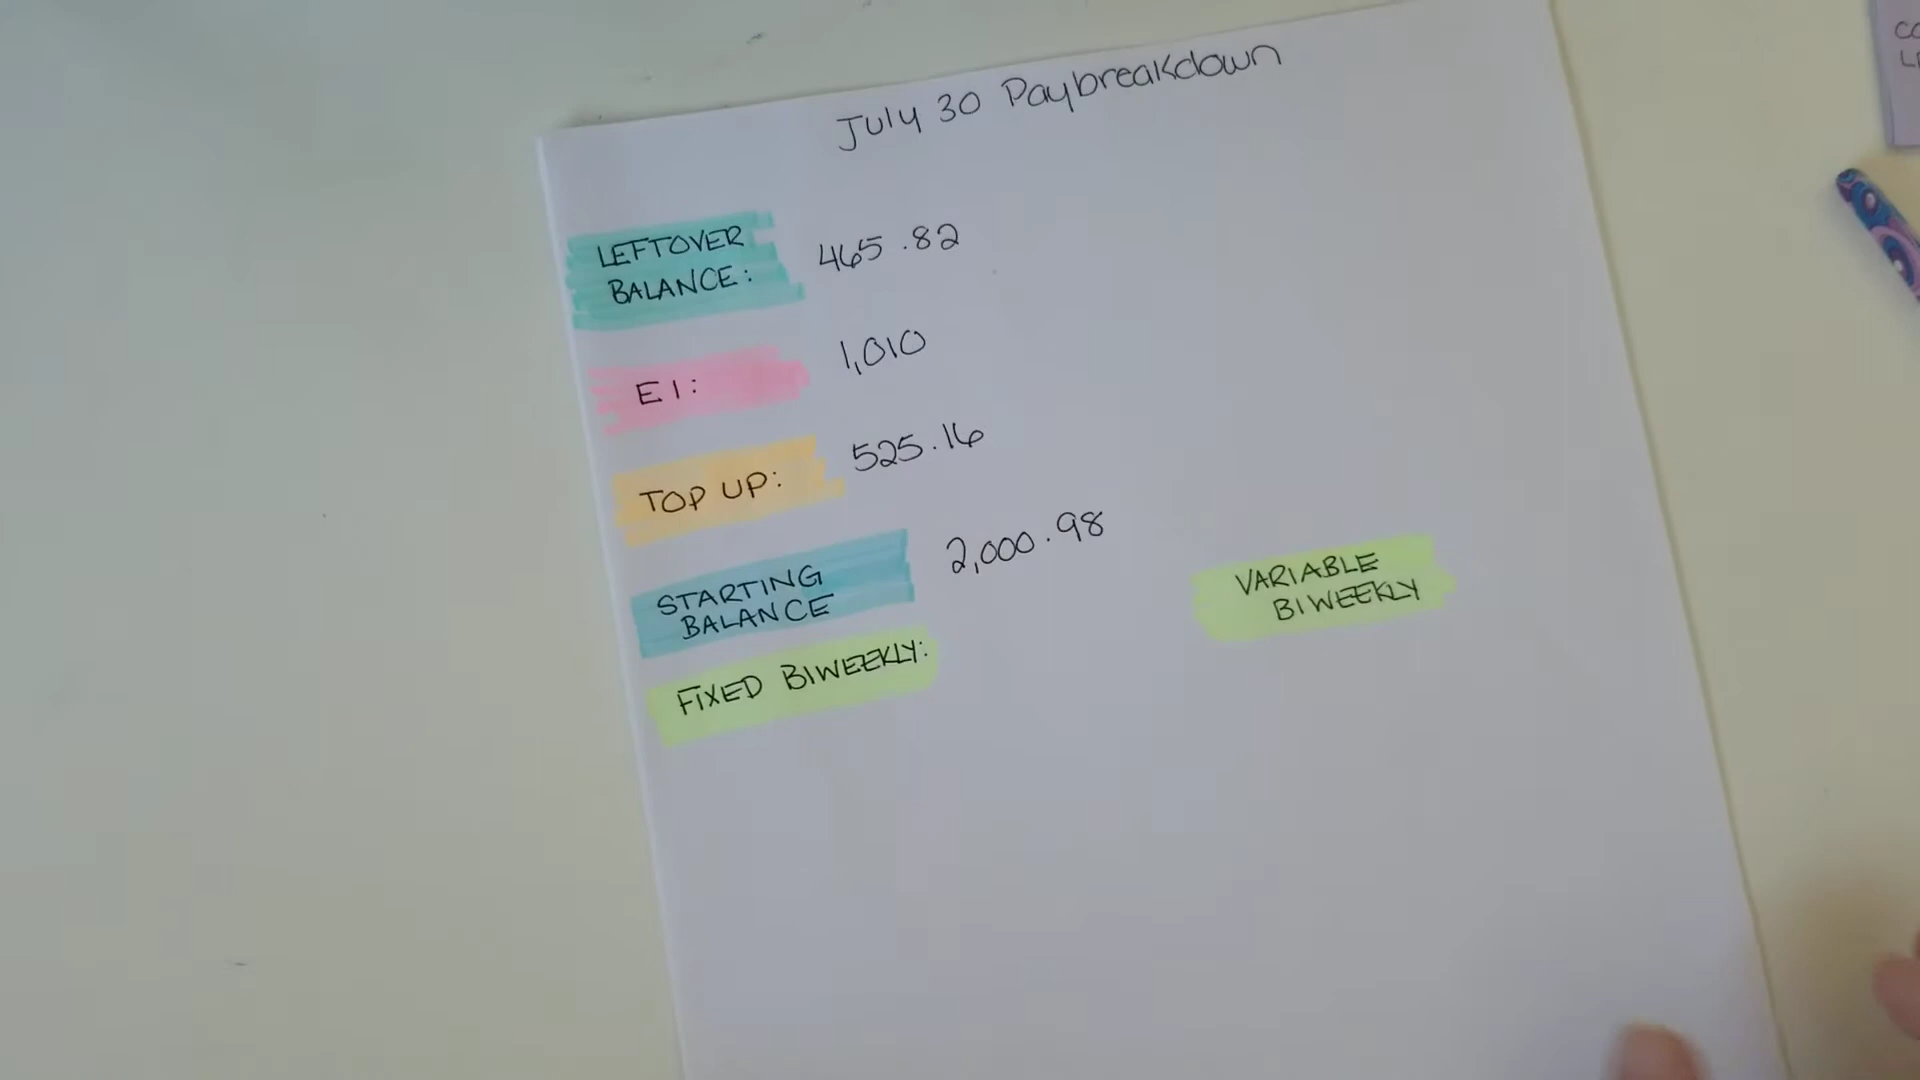 July 30 Paybreakdown
LEFTOVER
BALANCE:
465.82
EI:
1,010
TOP UP:
525.16
STARTING
BALANCE
2,000.98
FIXED BIWEEKLY:
VARIABLE
BIWEEKLY